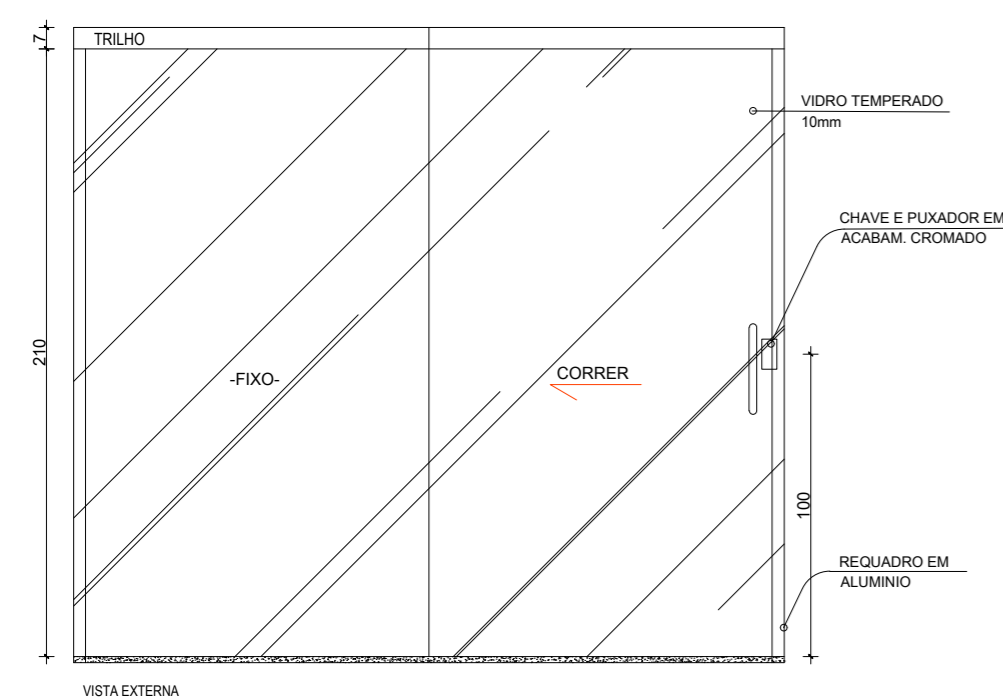 7
TRILHO
VIDRO TEMPERADO
10mm
CHAVE E PUXADOR EM
ACABAM. CROMADO
210
-FIXO-
CORRER
100
REQUADRO EM
ALUMINIO
VISTA EXTERNA